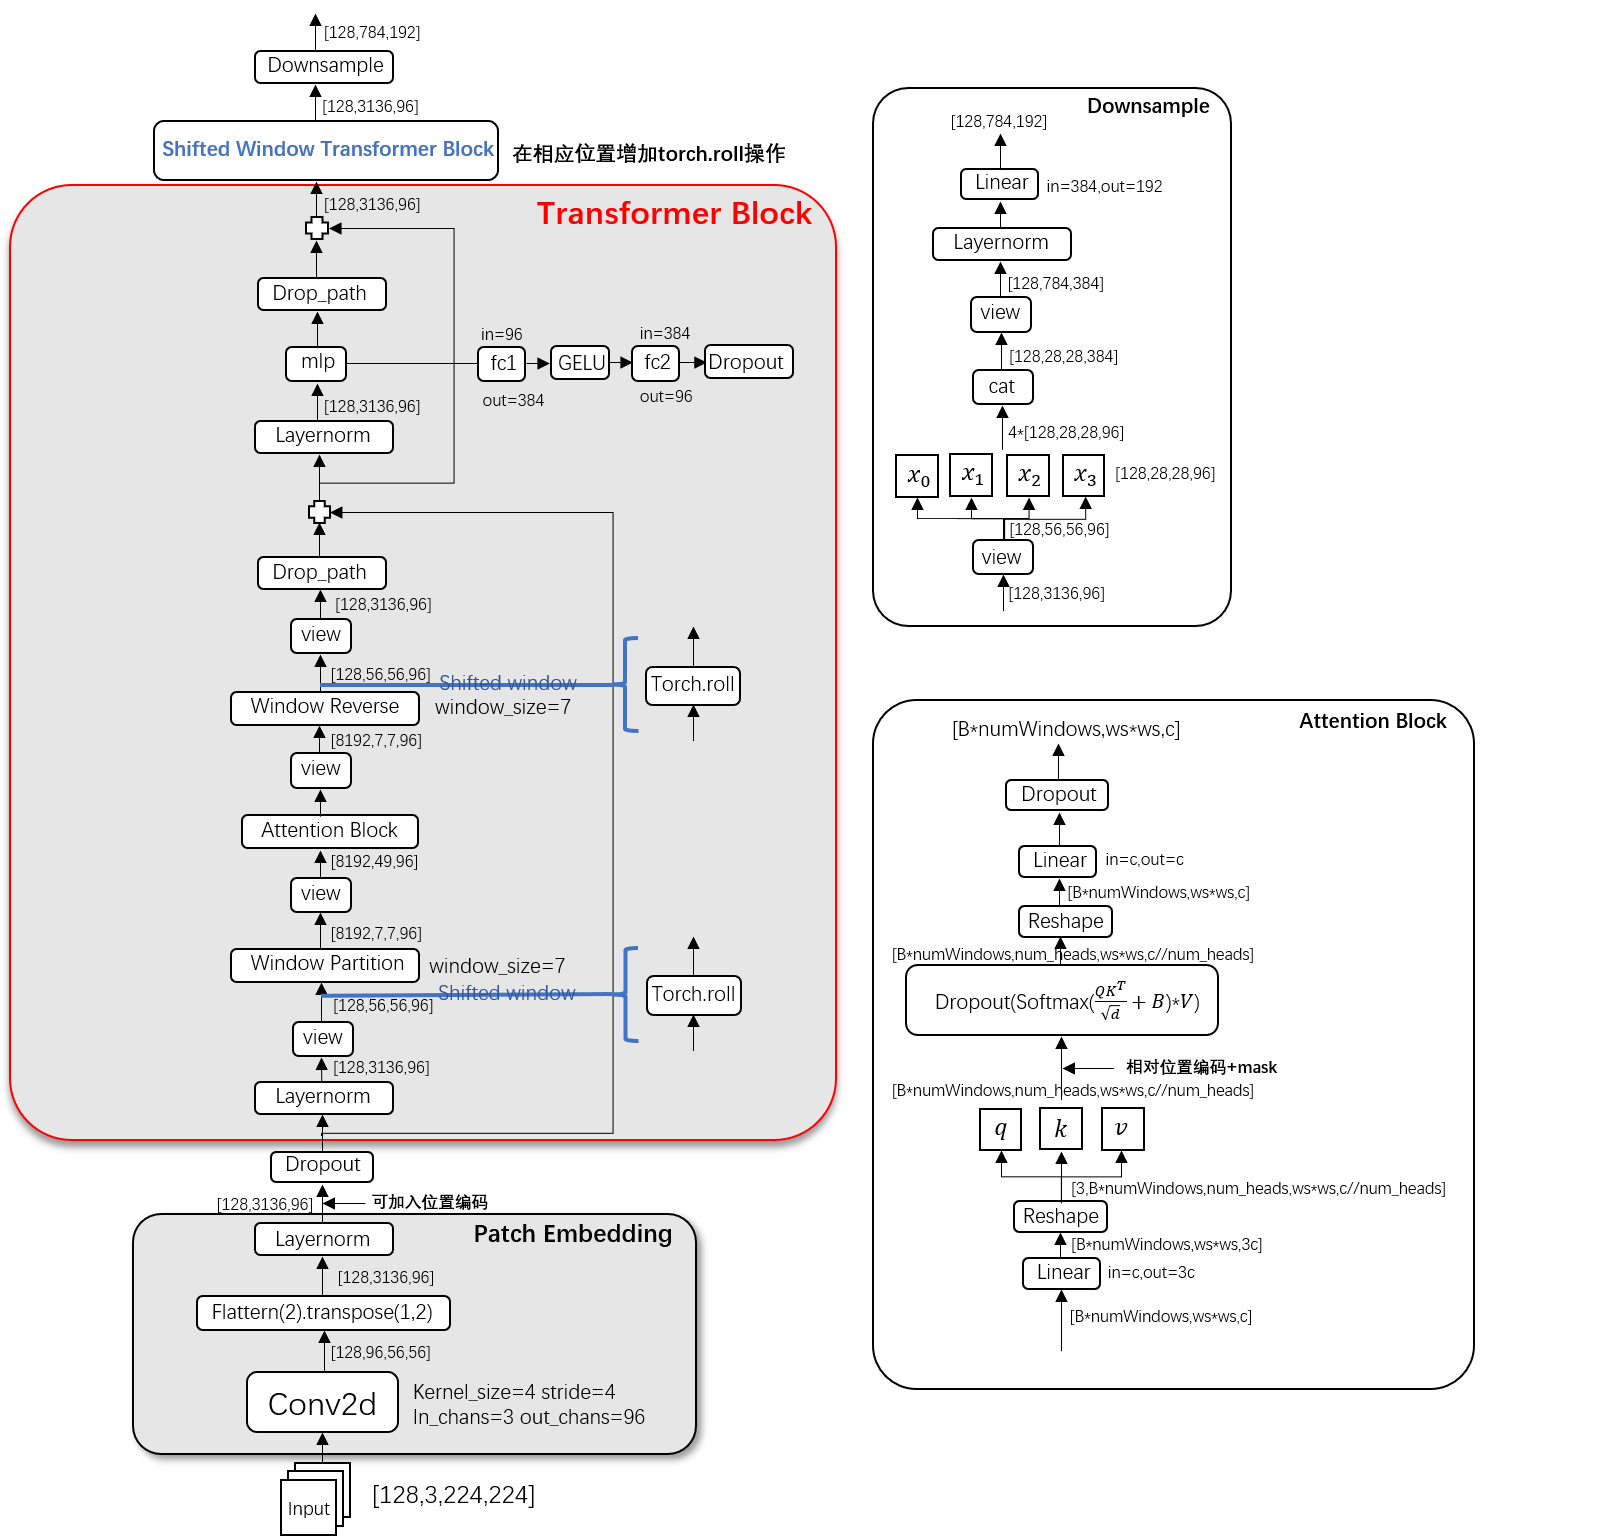 [128,784,192]
Downsample
[128,3136,96]
Shifted Window Transformer Block
在相应位置增加torch.roll操作
Transformer Block
[128,3136,96]
Drop_path
mlp
in=96
fc1
out=384
GELU
in=384
fc2
out=96
Dropout
[128,3136,96]
Layernorm
Drop_path
[128,3136,96]
view
[128,56,56,96]
Shifted window
Torch.roll
Window Reverse
window_size=7
[8192,7,7,96]
view
Attention Block
[8192,49,96]
view
[8192,7,7,96]
Window Partition
window_size=7
Shifted window
Torch.roll
[128,56,56,96]
view
[128,3136,96]
Layernorm
Dropout
[128,3136,96]
可加入位置编码
Patch Embedding
Layernorm
[128,3136,96]
Flattern(2).transpose(1,2)
[128,96,56,56]
Conv2d
Kernel_size=4 stride=4
In_chans=3 out_chans=96
Input
[128,3,224,224]
Downsample
[128,784,192]
Linear
in=384,out=192
Layernorm
[128,784,384]
view
[128,28,28,384]
cat
4*[128,28,28,96]
x0
x1
x2
x3
[128,28,28,96]
[128,56,56,96]
view
[128,3136,96]
Attention Block
[B*numWindows,ws*ws,c]
Dropout
Linear
in=c,out=c
[B*numWindows,ws*ws,c]
Reshape
[B*numWindows,num_heads,ws*ws,c//num_heads]
Dropout(Softmax(QK^T/√d + B)*V)
相对位置编码+mask
[B*numWindows,num_heads,ws*ws,c//num_heads]
q
k
v
[3,B*numWindows,num_heads,ws*ws,c//num_heads]
Reshape
[B*numWindows,ws*ws,3c]
Linear
in=c,out=3c
[B*numWindows,ws*ws,c]